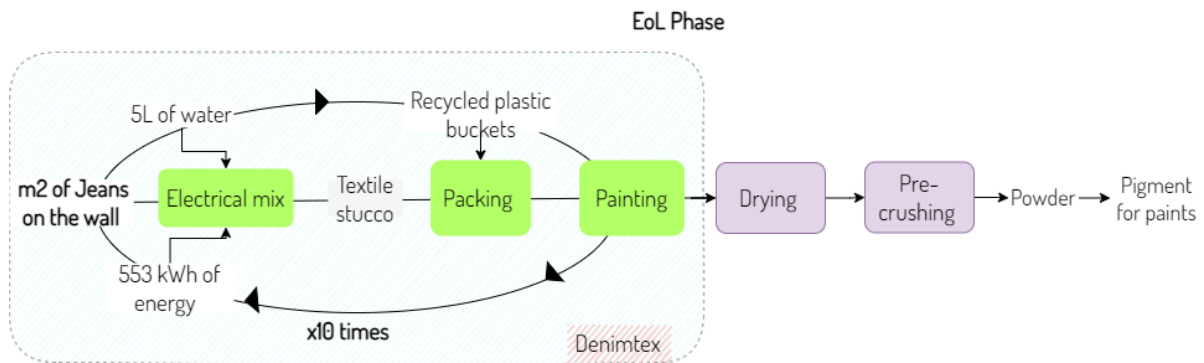 EoL Phase
5L of water
Recycled plastic
buckets
m2 of Jeans
on the wall
Electrical mix
Textile
stucco
Packing
Painting
Drying
Pre-
crushing
Powder
Pigment
for paints
553 kWh of
energy
x10 times
Denimtex